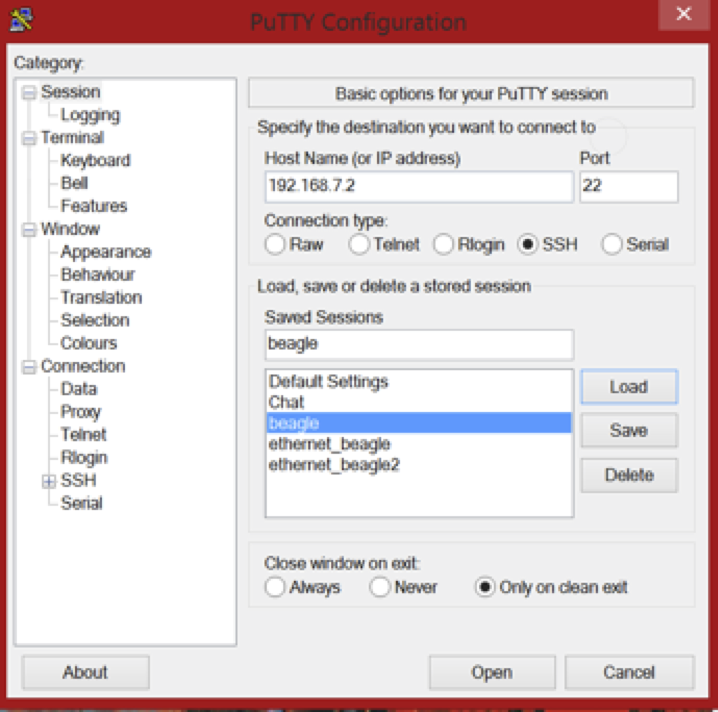 PuTTY Configuration
Category:
Session
Logging
Terminal
Keyboard
Bell
Features
Window
Appearance
Behaviour
Translation
Selection
Colours
Connection
Data
Proxy
Telnet
Rlogin
SSH
Serial
Basic options for your PuTTY session
Specify the destination you want to connect to
Host Name (or IP address) Port
192.168.7.2 22
Connection type:
Raw Telnet Rlogin SSH Serial
Load, save or delete a stored session
Saved Sessions
beagle
Default Settings
Chat
beagle
ethernet_beagle
ethernet_beagle2
Load
Save
Delete
Close window on exit:
Always Never Only on clean exit
About Open Cancel